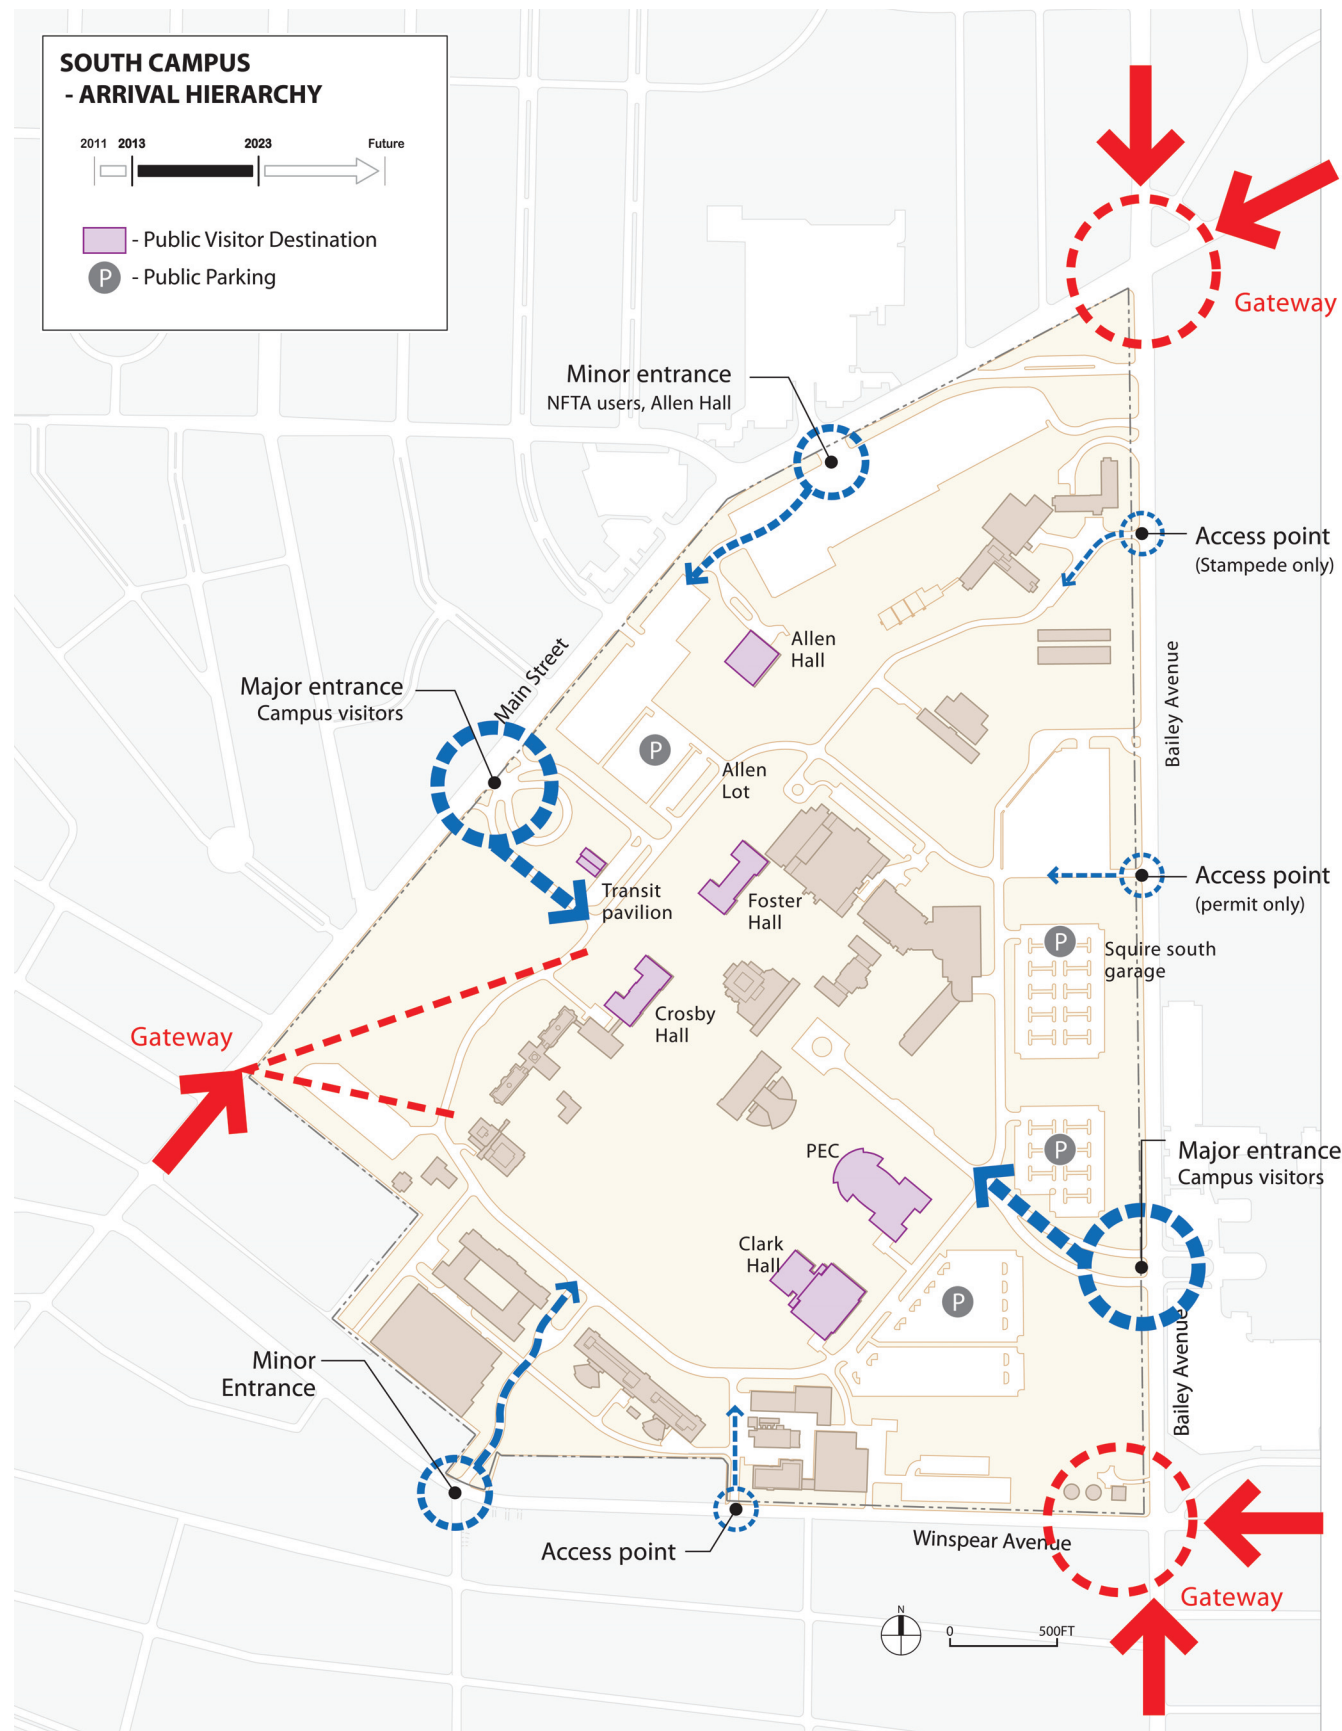 SOUTH CAMPUS
- ARRIVAL HIERARCHY
2011 2013 2023 Future
- Public Visitor Destination
P - Public Parking
Gateway
Minor entrance
NFTA users, Allen Hall
Access point
(Stampede only)
Allen
Hall
Main Street
Major entrance
Campus visitors
Bailey Avenue
P
Allen
Lot
Transit
pavilion
Foster
Hall
Access point
(permit only)
P
Squire south
garage
Crosby
Hall
Gateway
PEC
P
Major entrance
Campus visitors
Clark
Hall
P
Bailey Avenue
Minor
Entrance
Access point
Winspear Avenue
Gateway
N
0 500FT